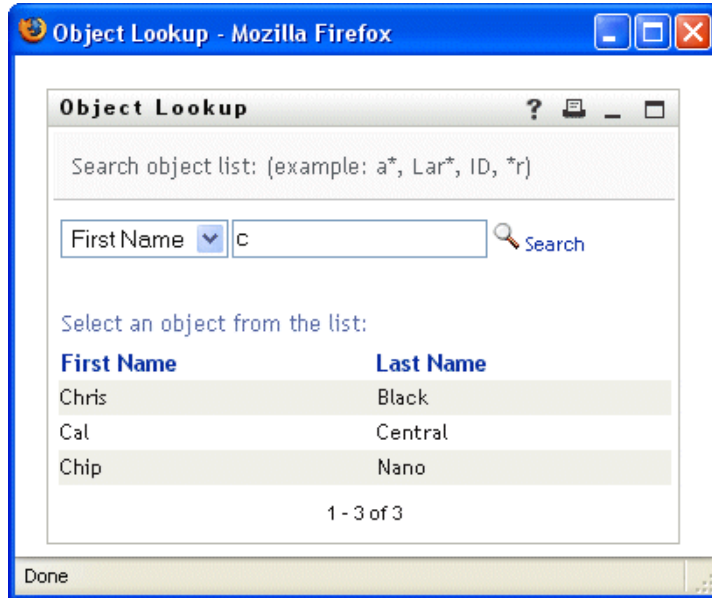 Object Lookup - Mozilla Firefox
Object Lookup ?
Search object list: (example: a*, Lar*, ID, *r)
First Name c Search
Select an object from the list:
First Name Last Name
Chris Black
Cal Central
Chip Nano
1 - 3 of 3
Done